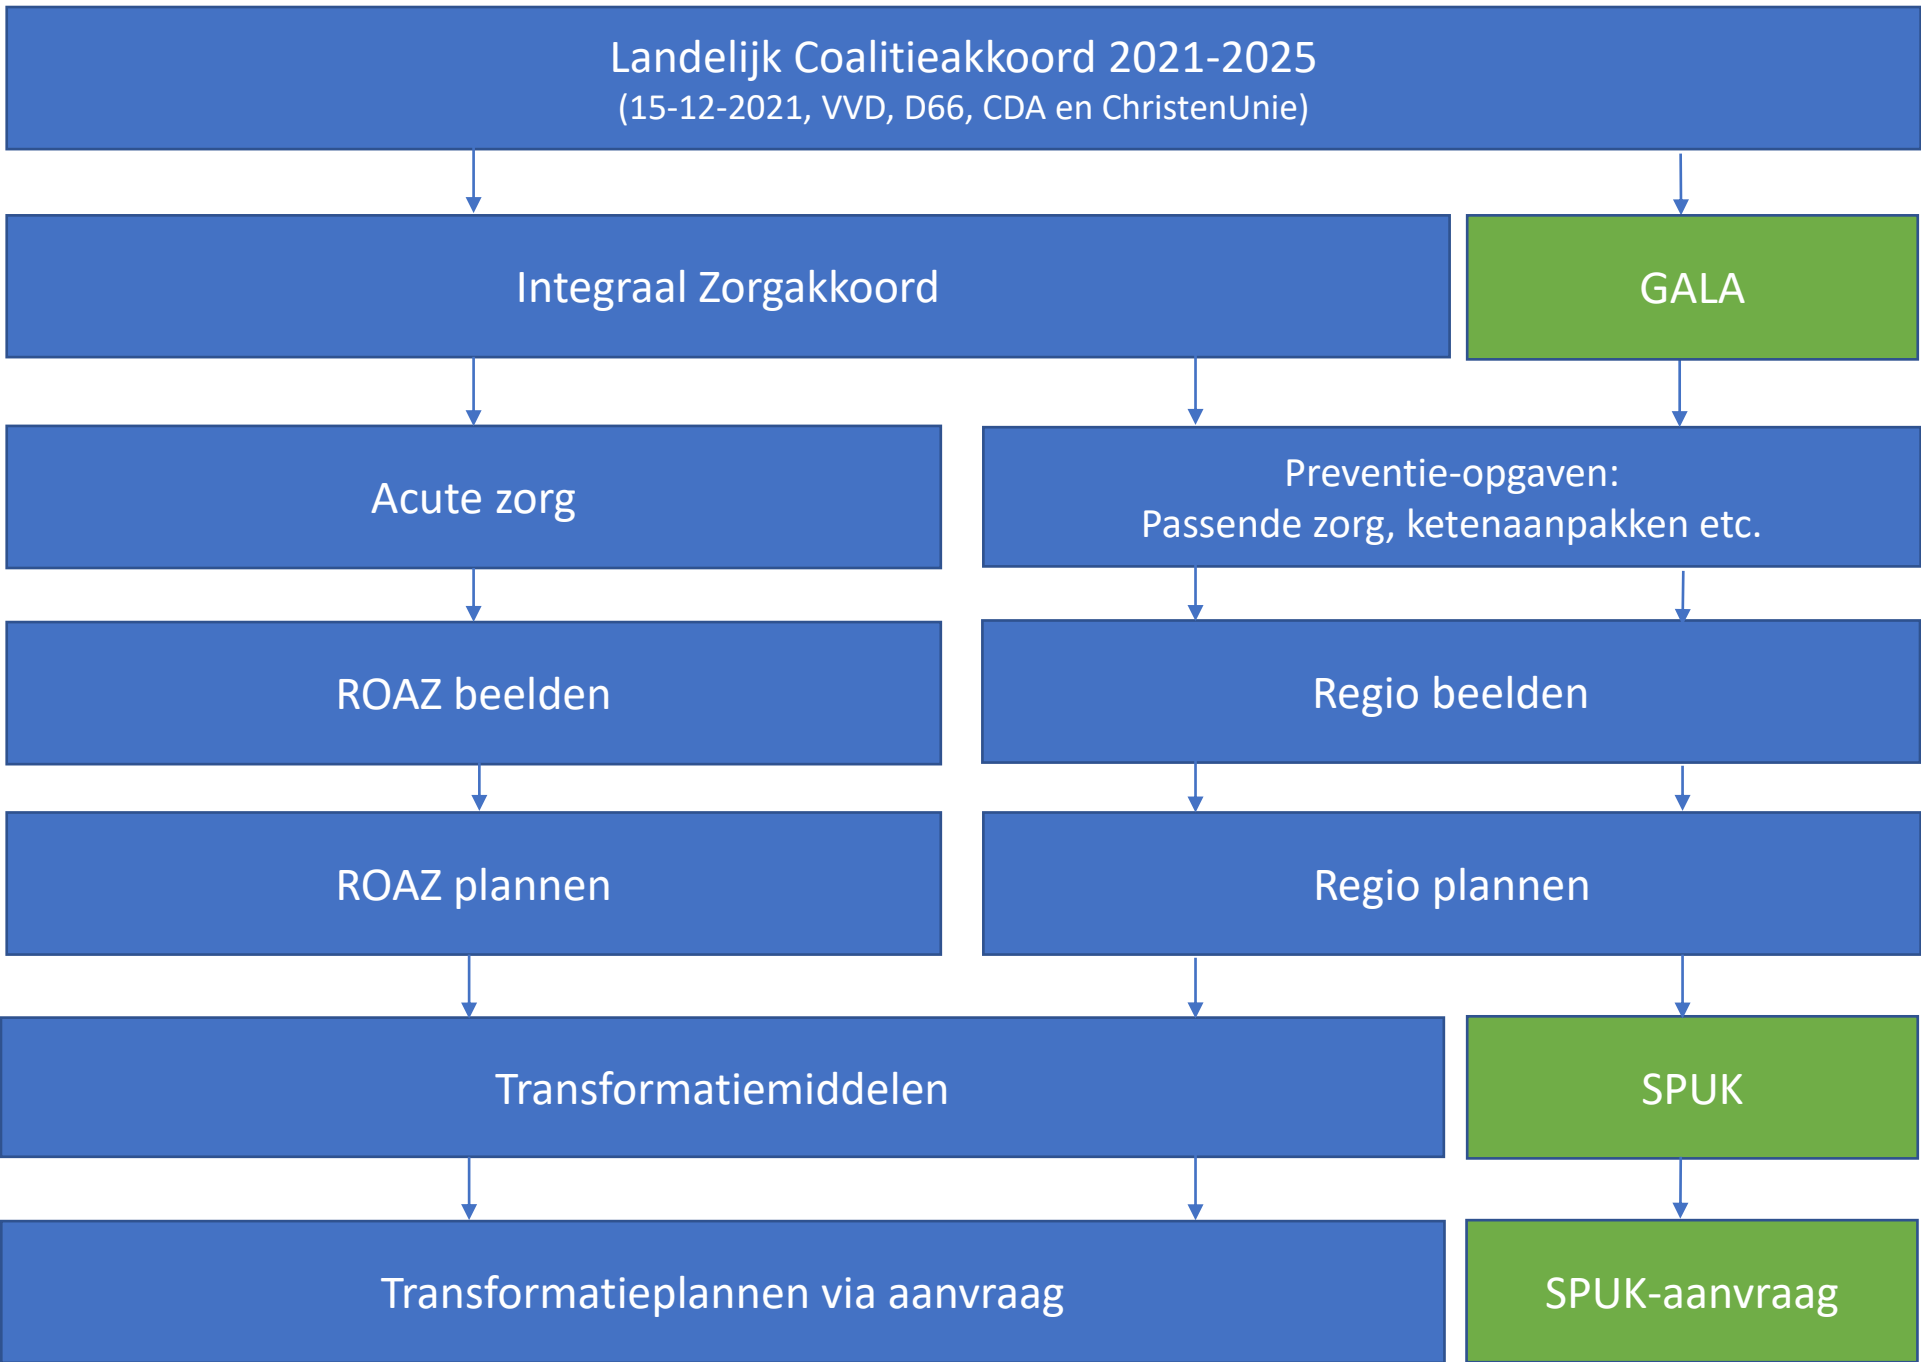 Landelijk Coalitieakkoord 2021-2025
(15-12-2021, VVD, D66, CDA en ChristenUnie)
Integraal Zorgakkoord
GALA
Acute zorg
Preventie-opgaven:
Passende zorg, ketenaanpakken etc.
ROAZ beelden
Regio beelden
ROAZ plannen
Regio plannen
Transformatiemiddelen
SPUK
Transformatieplannen via aanvraag
SPUK-aanvraag